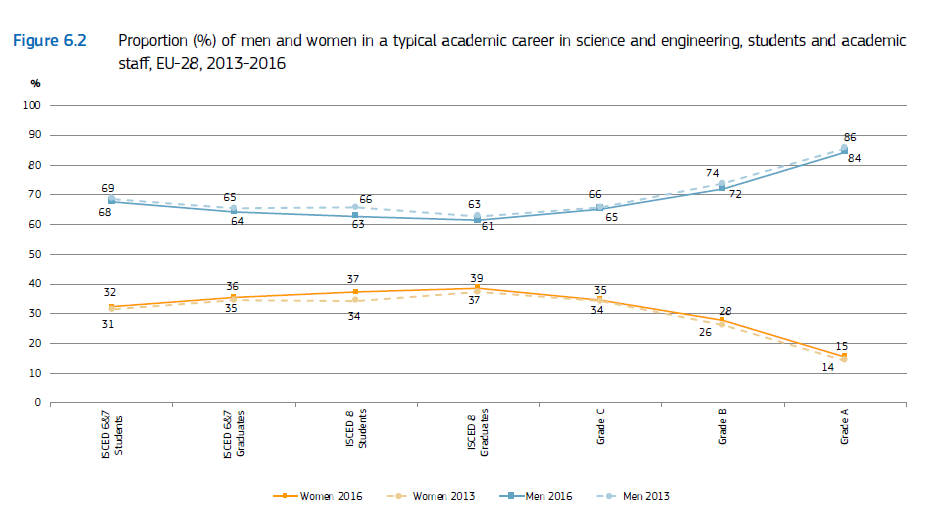 Figure 6.2 Proportion (%) of men and women in a typical academic career in science and engineering, students and academic
staff, EU-28, 2013-2016
%
100
90
80
70
60
50
40
30
20
10
0
69 65 66 63 66 74 86
68 64 63 61 65 72 84
32 36 37 39 35 28 15
31 35 34 37 34 26 14
ISCED 6&7
Students
ISCED 6&7
Graduates
ISCED 8
Students
ISCED 8
Graduates
Grade C
Grade B
Grade A
Women 2016 Women 2013 Men 2016 Men 2013